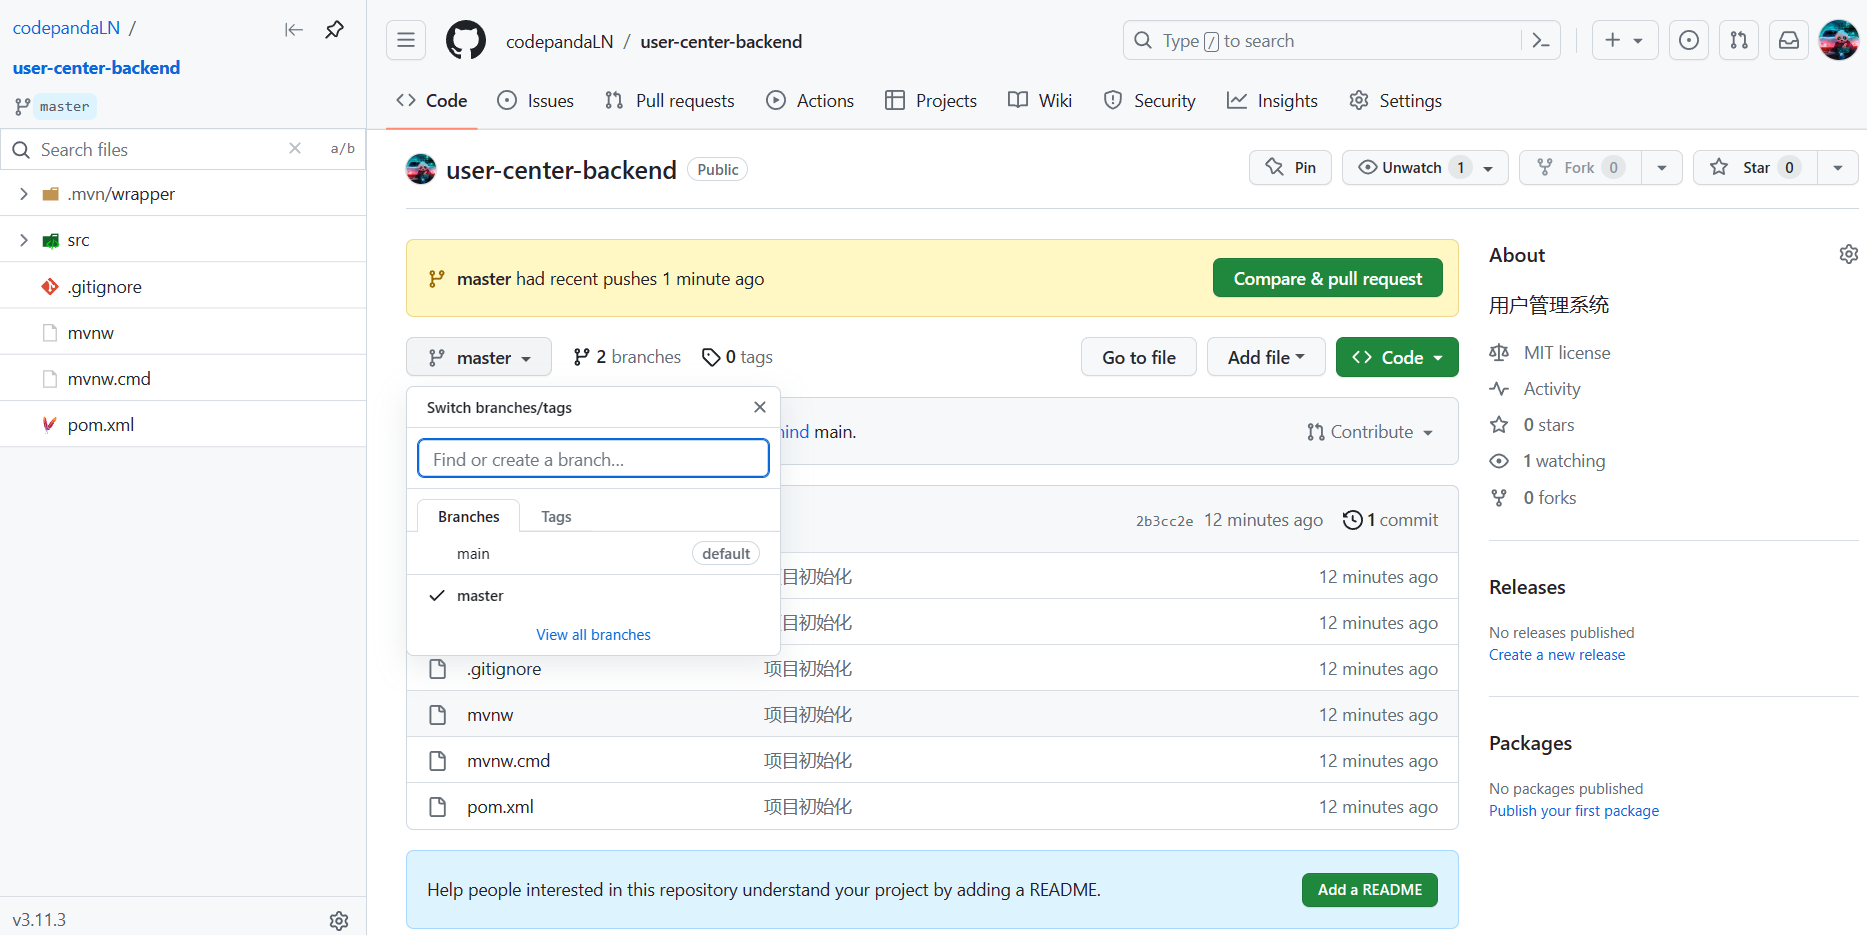 codepandaLN /
user-center-backend
master
Search files
a/b
.mvn/wrapper
src
.gitignore
mvnw
mvnw.cmd
pom.xml
v3.11.3
codepandaLN / user-center-backend
Type / to search
Code
Issues
Pull requests
Actions
Projects
Wiki
Security
Insights
Settings
user-center-backend Public
Pin
Unwatch 1
Fork 0
Star 0
master had recent pushes 1 minute ago
Compare & pull request
master
2 branches
0 tags
Go to file
Add file
Code
Switch branches/tags
Find or create a branch...
Branches
Tags
main
default
master
View all branches
main.
Contribute
2b3cc2e 12 minutes ago
1 commit
目初始化
12 minutes ago
目初始化
12 minutes ago
.gitignore
项目初始化
12 minutes ago
mvnw
项目初始化
12 minutes ago
mvnw.cmd
项目初始化
12 minutes ago
pom.xml
项目初始化
12 minutes ago
Help people interested in this repository understand your project by adding a README.
Add a README
About
用户管理系统
MIT license
Activity
0 stars
1 watching
0 forks
Releases
No releases published
Create a new release
Packages
No packages published
Publish your first package